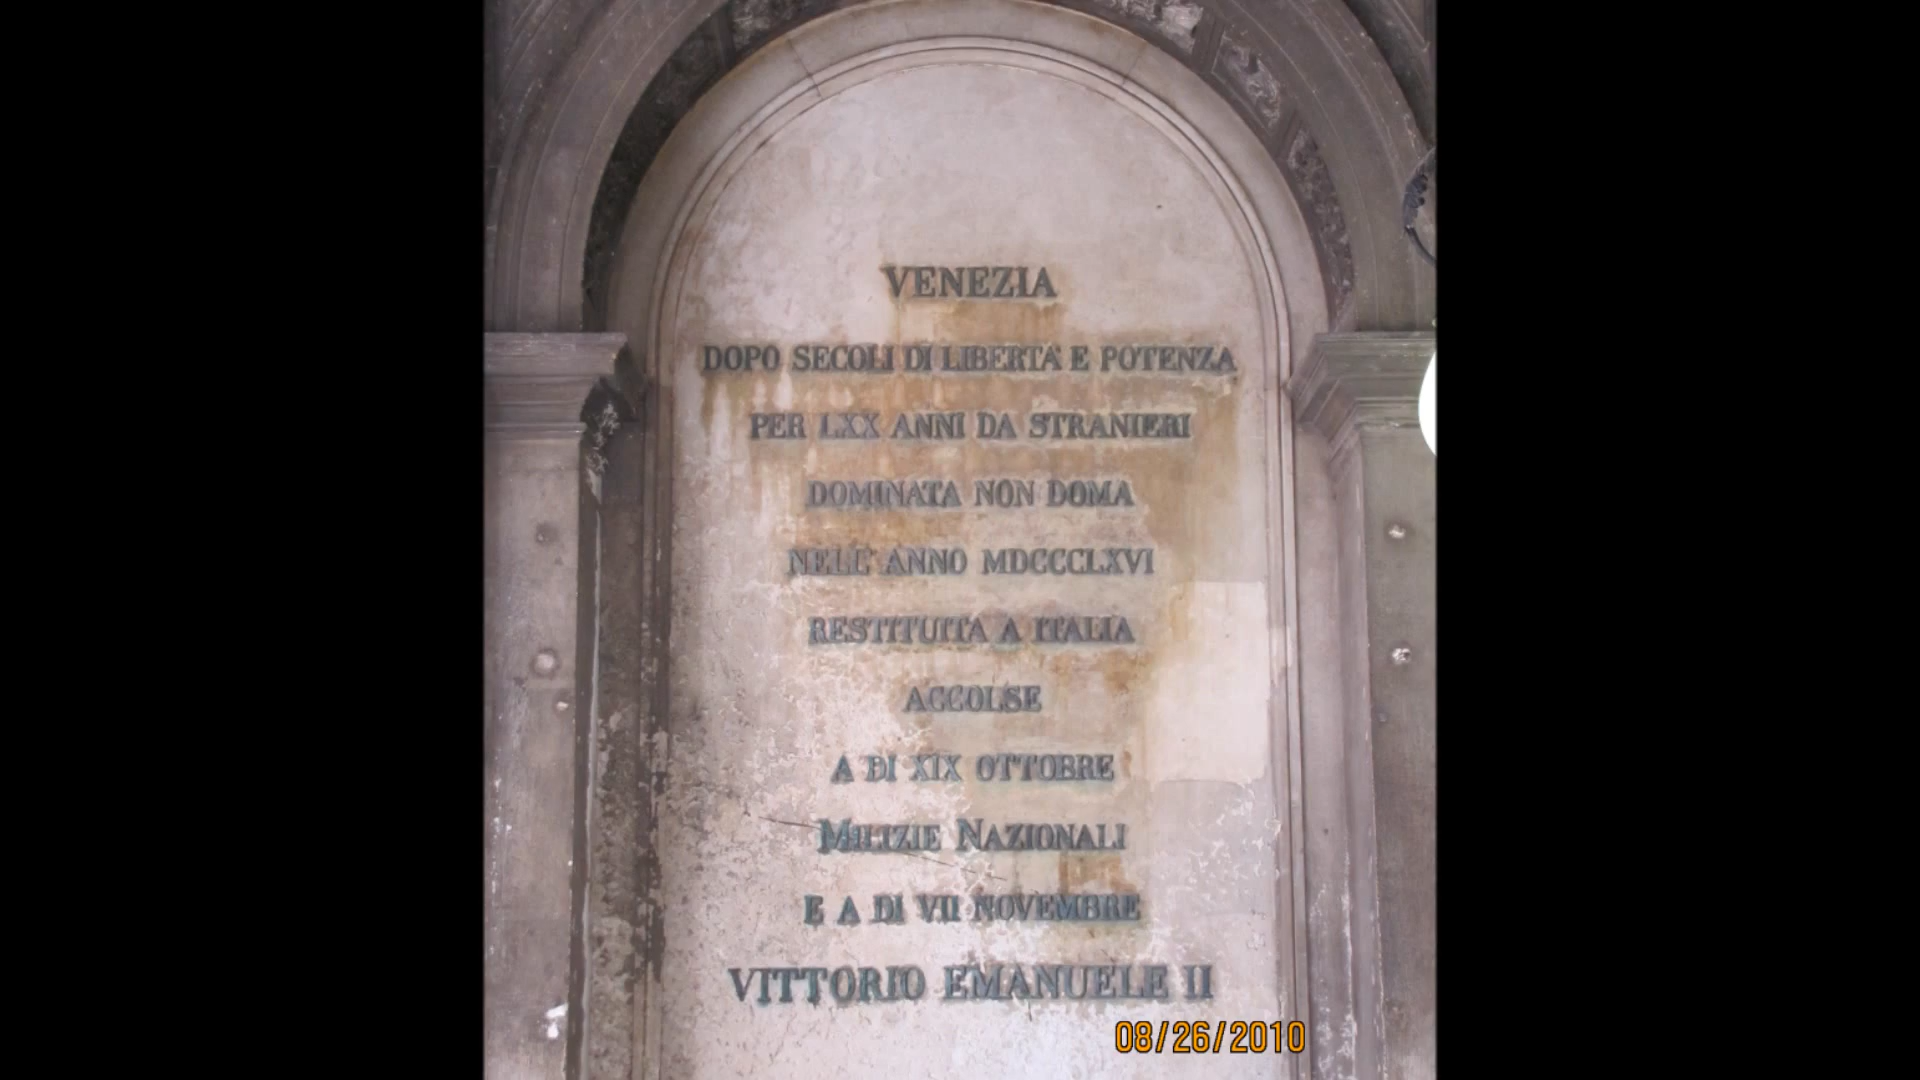 VENEZIA
DOPO SECOLI DI LIBERTA E POTENZA
PER LXX ANNI DA STRANIERI
DOMINATA NON DOMA
NELL' ANNO MDCCCLXVI
RESTITUITA A ITALIA
ACCOLSE
A DI XIX OTTOBRE
MILIZIE NAZIONALI
E A DI VII NOVEMBRE
VITTORIO EMANUELE II
08/26/2010